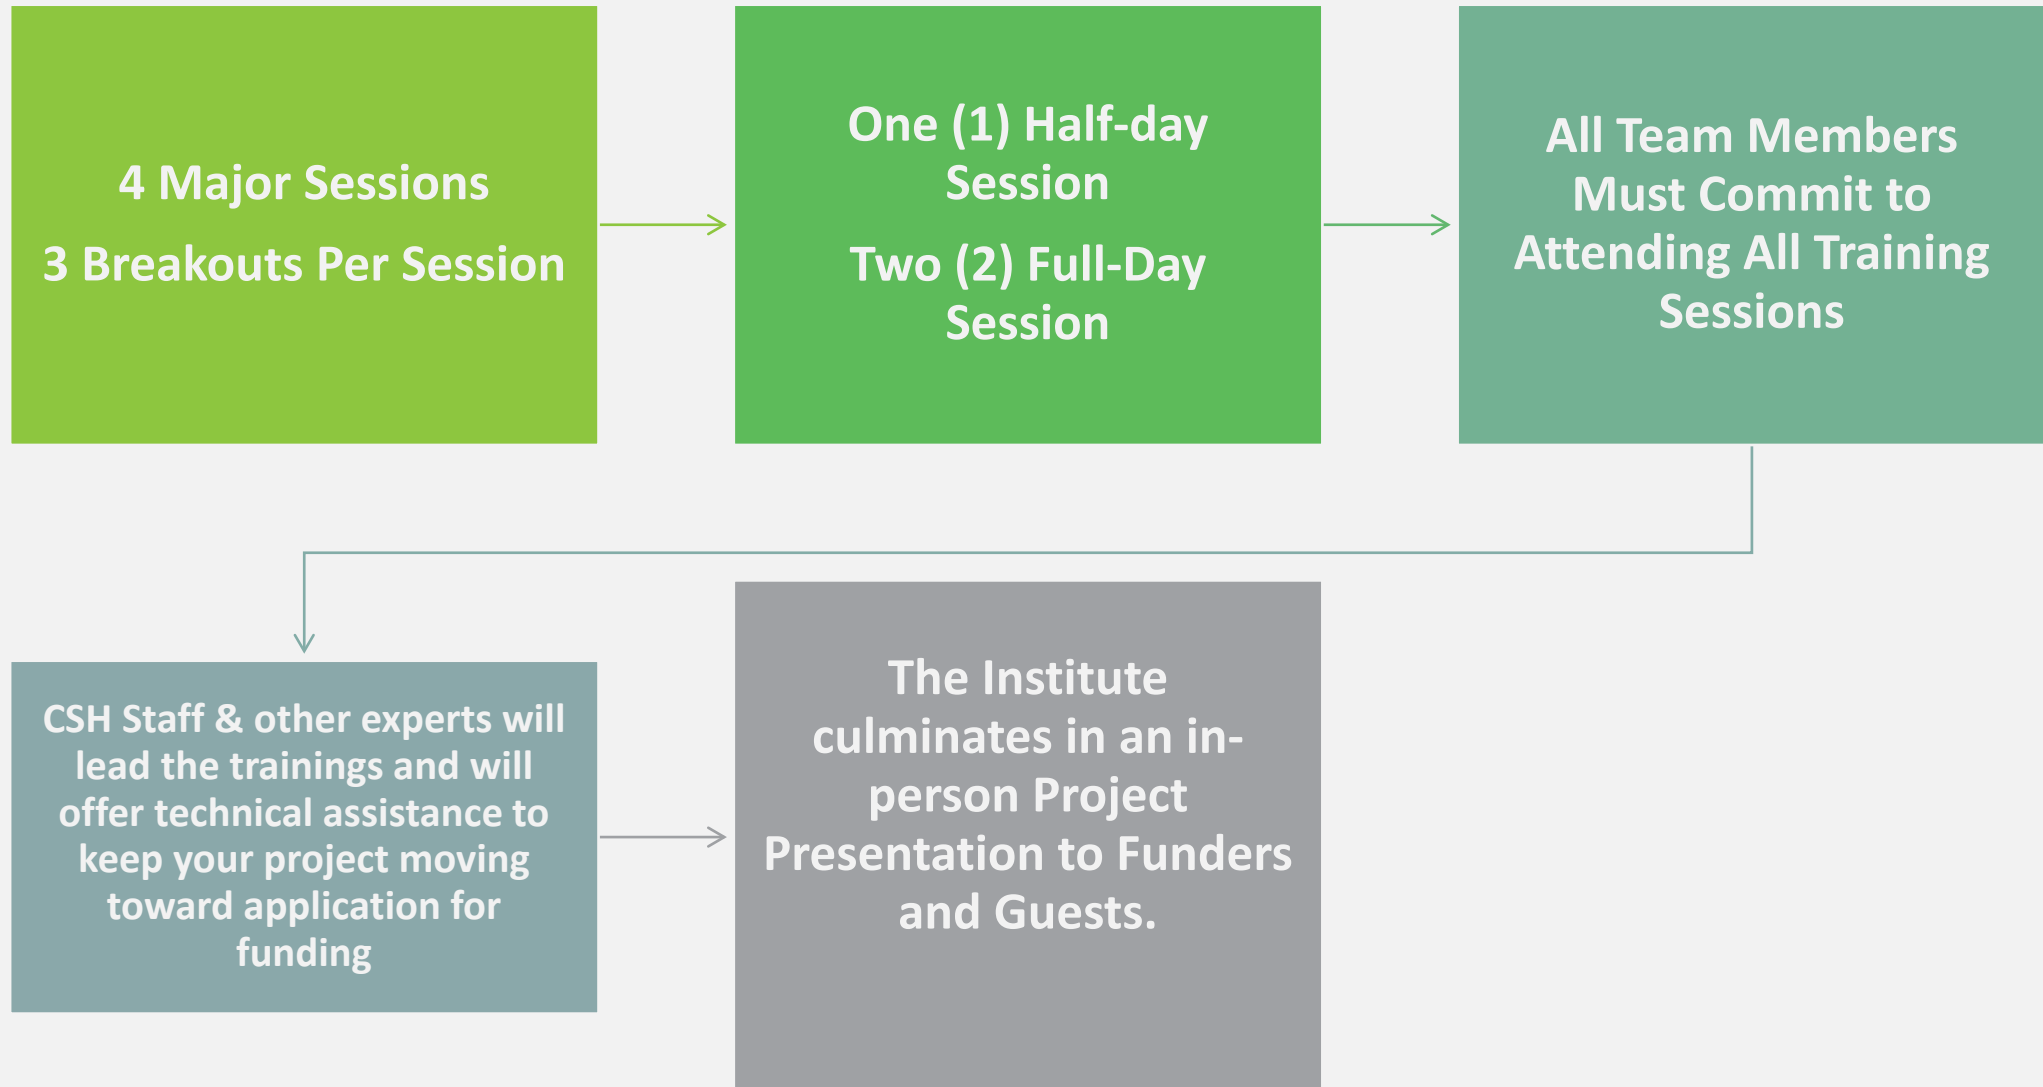 4 Major Sessions
3 Breakouts Per Session
One (1) Half-day
Session
Two (2) Full-Day
Session
All Team Members
Must Commit to
Attending All Training
Sessions
CSH Staff & other experts will
lead the trainings and will
offer technical assistance to
keep your project moving
toward application for
funding
The Institute
culminates in an in-
person Project
Presentation to Funders
and Guests.